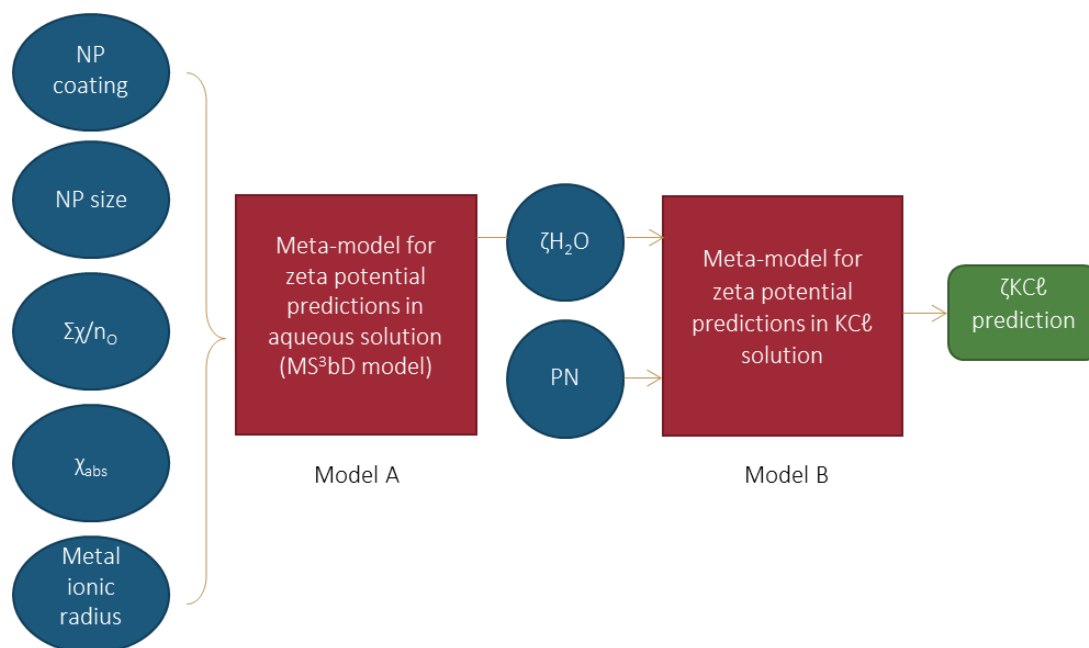 NP
coating
NP size
Σχ/nₒ
χabs
Metal
ionic
radius
Meta-model for
zeta potential
predictions in
aqueous solution
(MS³bD model)
Model A
ζH₂O
PN
Meta-model for
zeta potential
predictions in KCℓ
solution
Model B
ζKCℓ
prediction